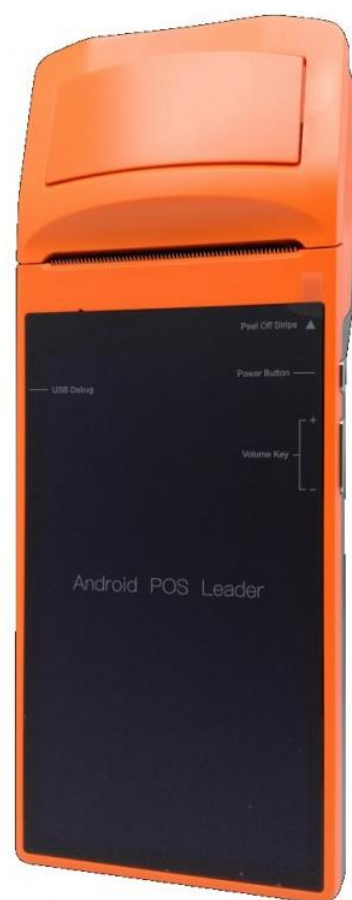 Peel Off Strips
Power Button
USB Debug
+
Volume Key
-
Android POS Leader